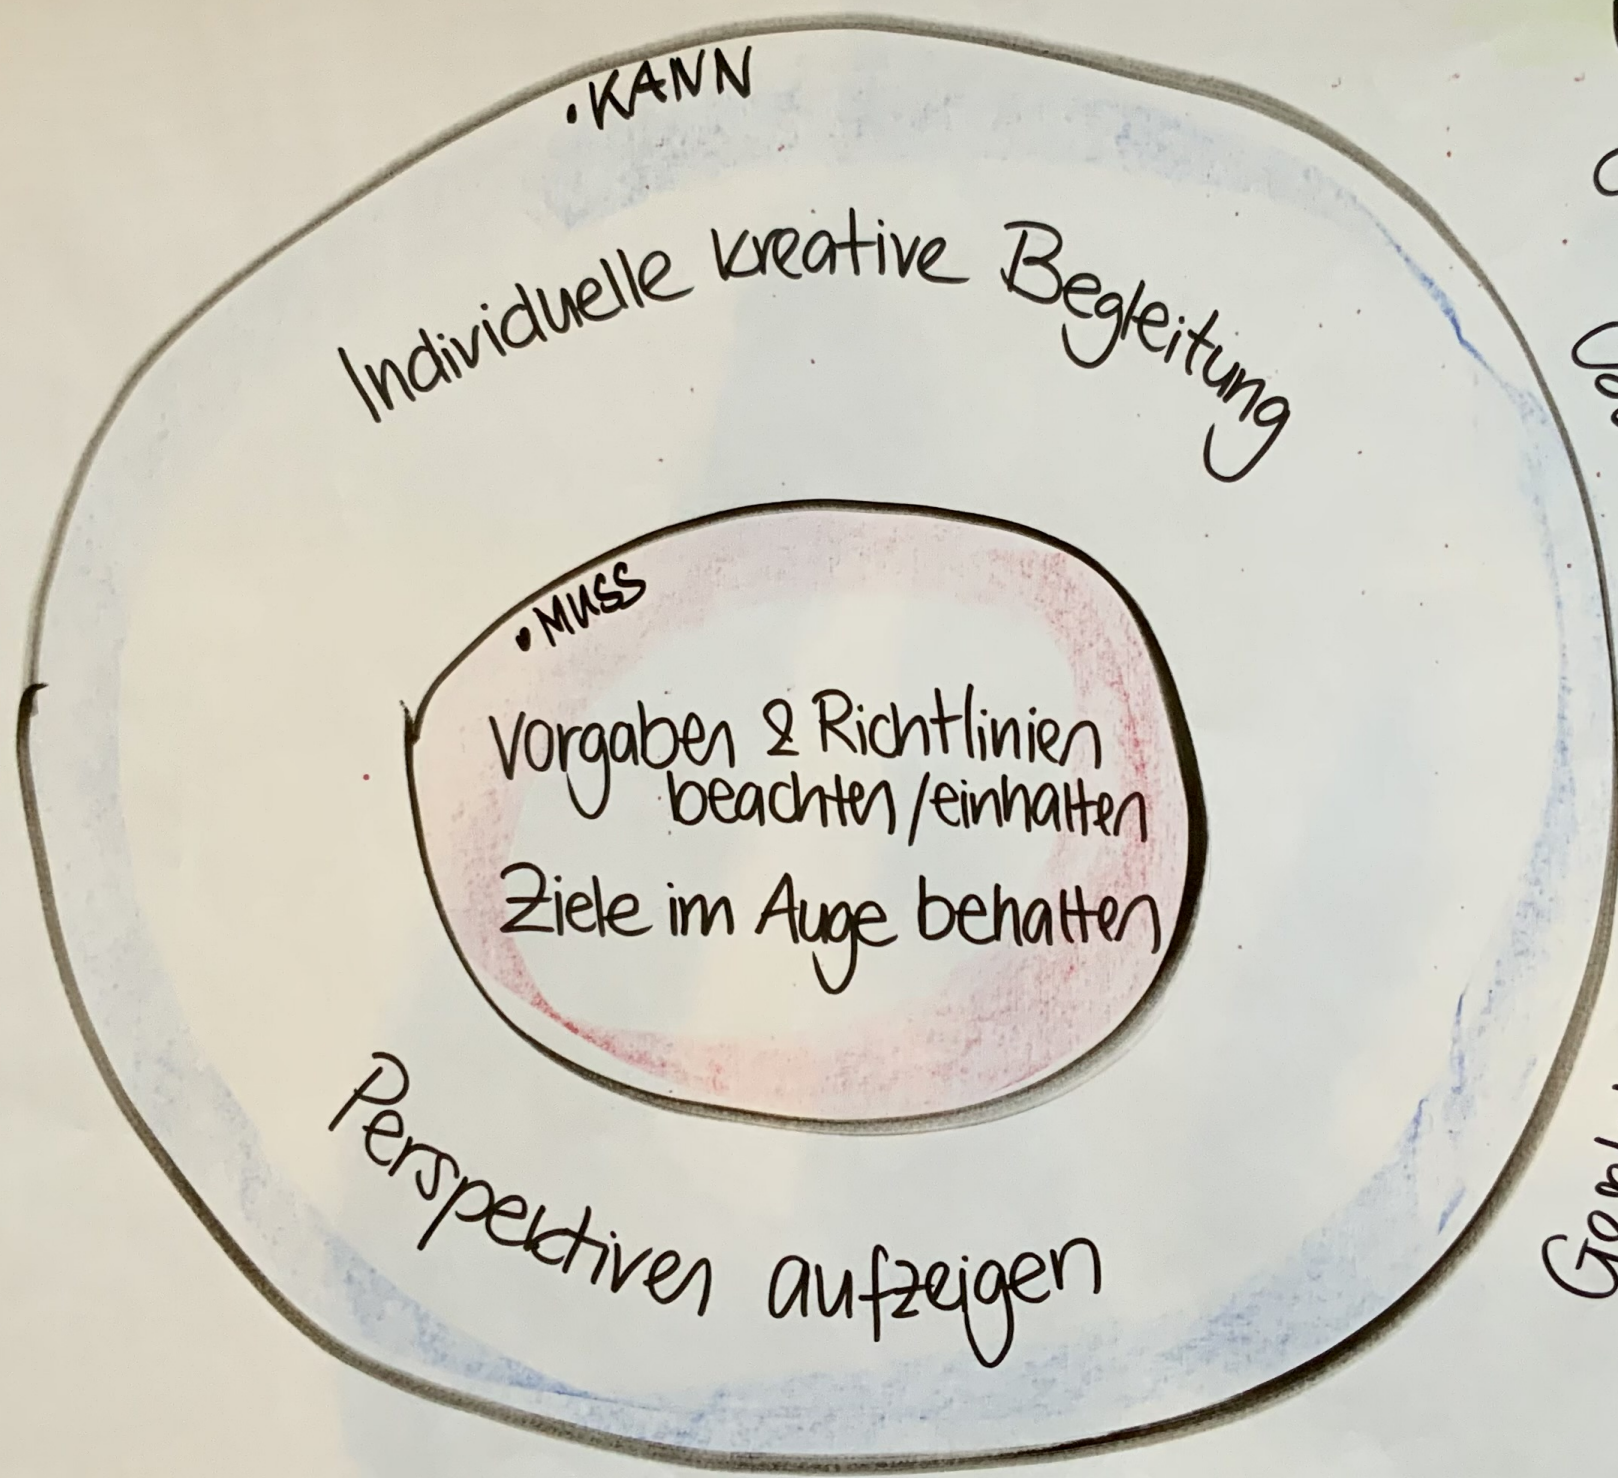 • KANN
Individuelle kreative Begleitung
• MUSS
Vorgaben & Richtlinien
beachten/einhalten
Ziele im Auge behalten
Perspektiven aufzeigen